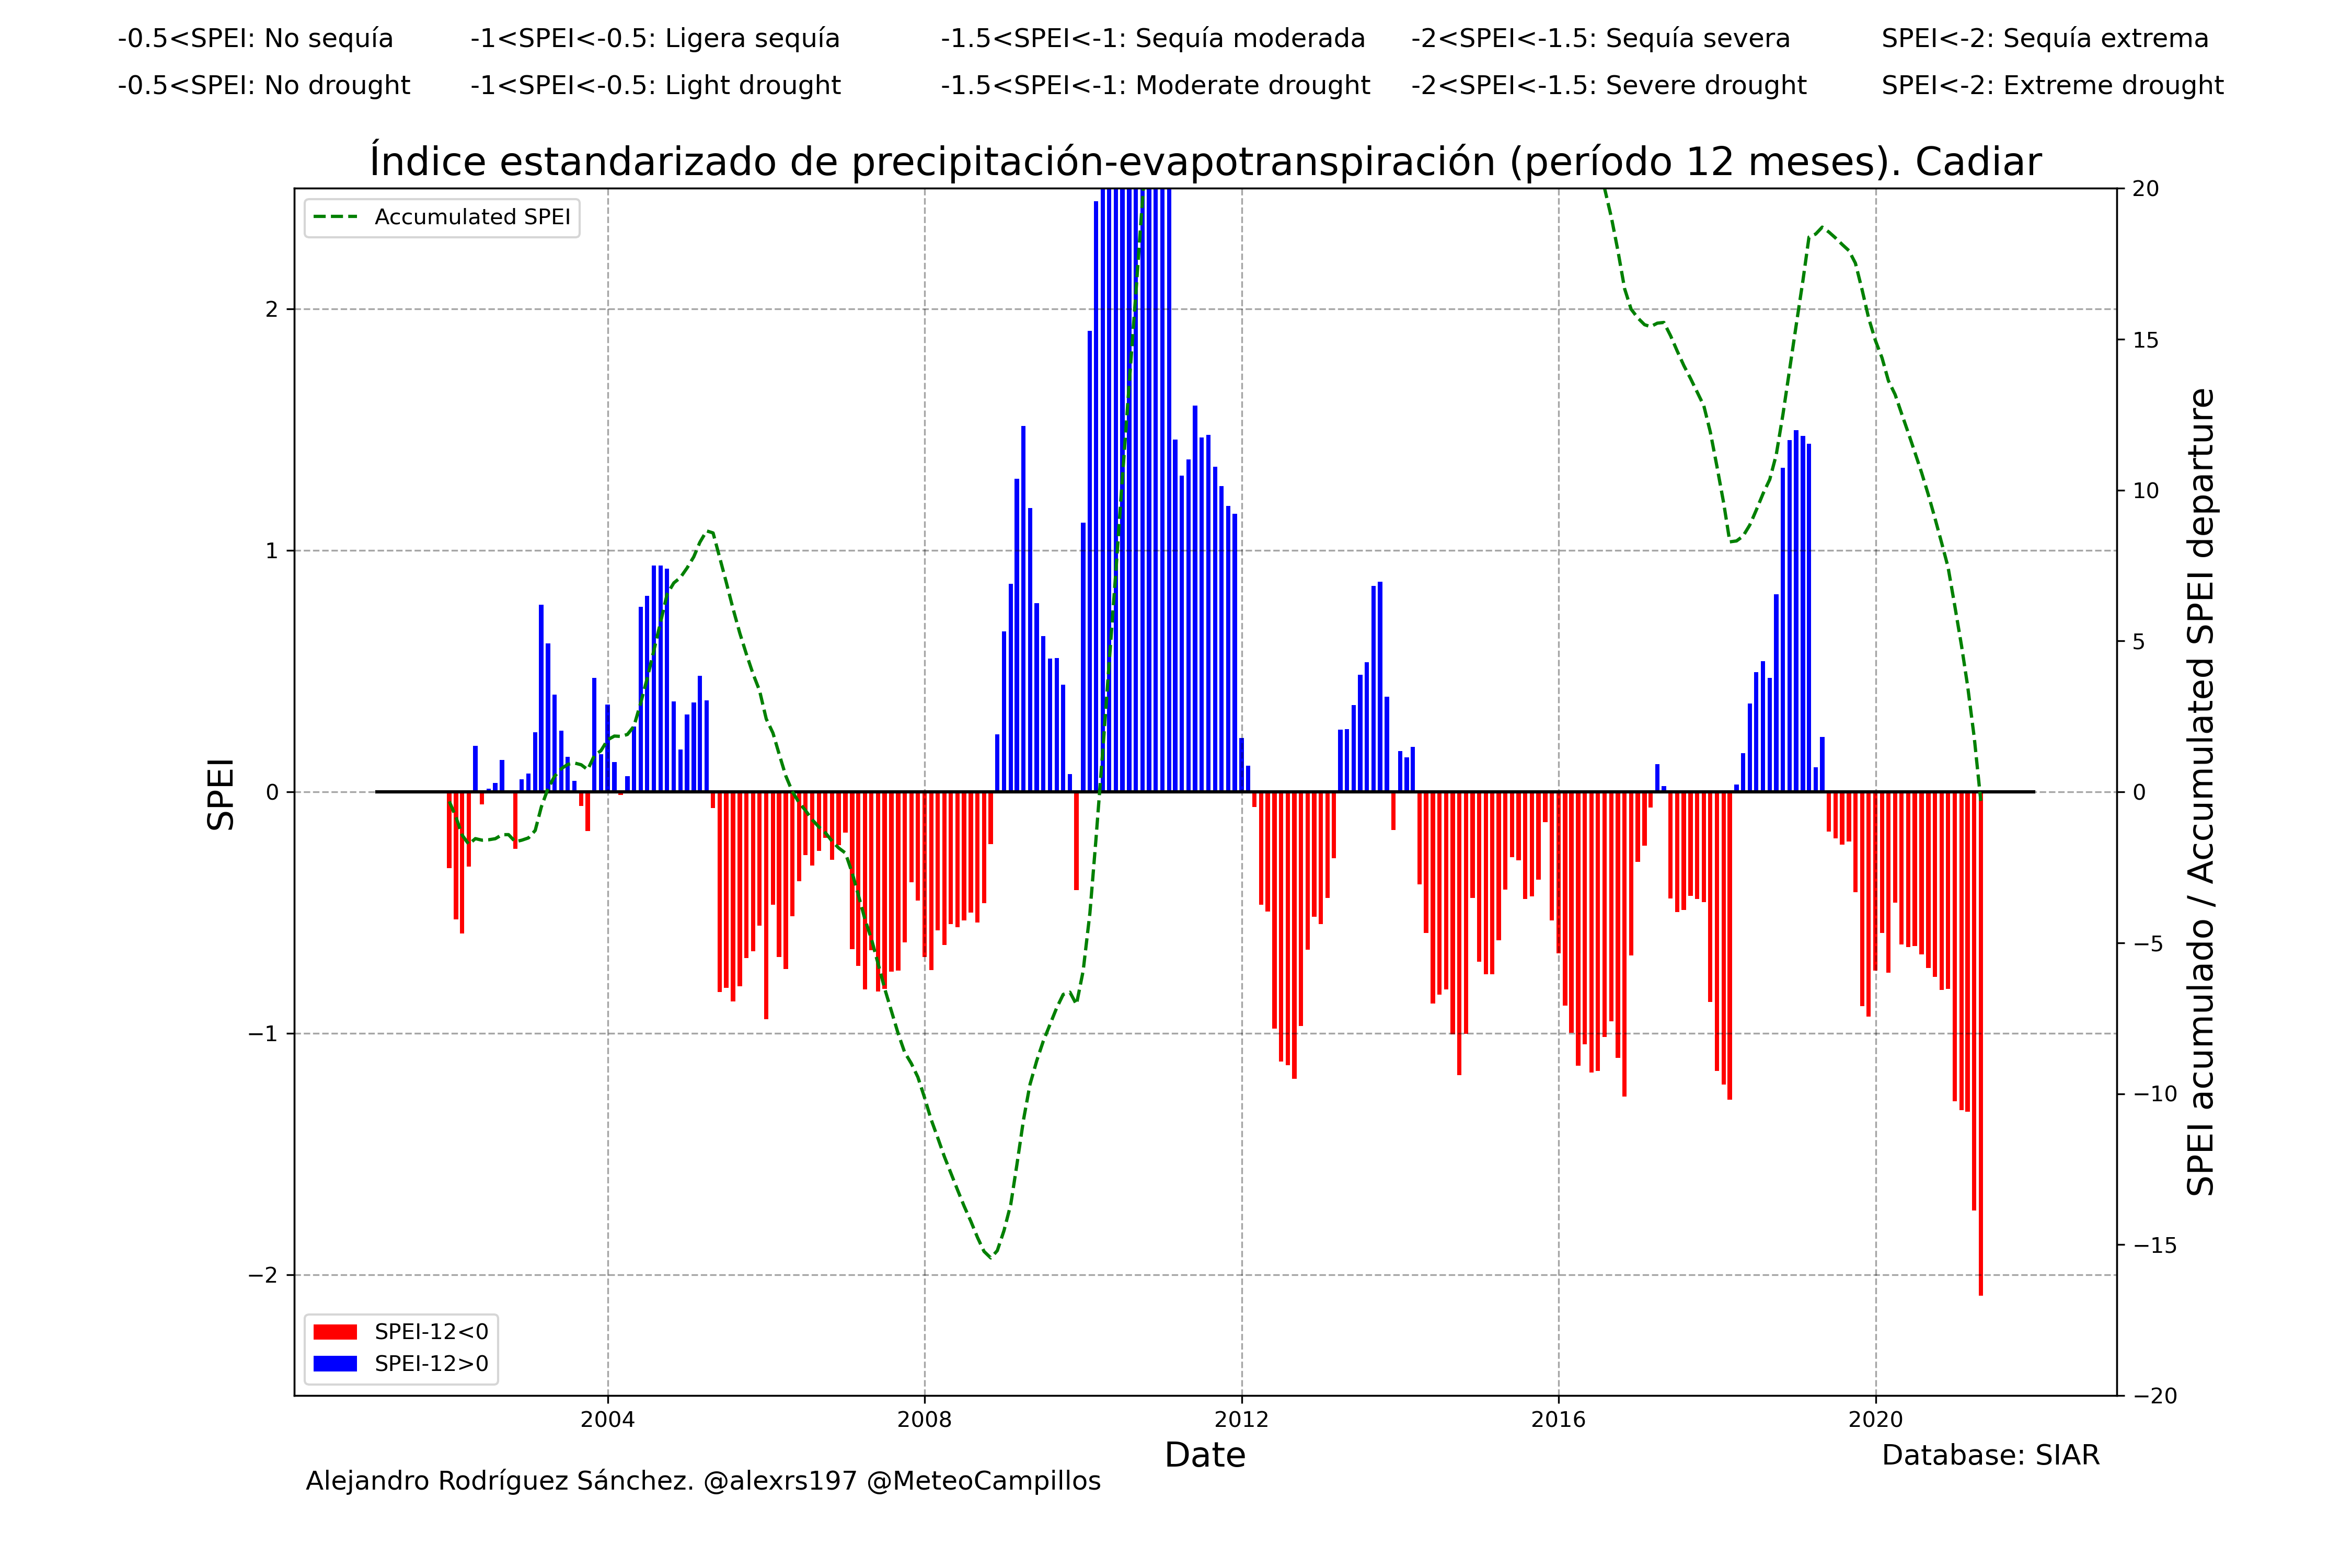 -0.5<SPEI: No sequía -1<SPEI<-0.5: Ligera sequía -1.5<SPEI<-1: Sequía moderada -2<SPEI<-1.5: Sequía severa SPEI<-2: Sequía extrema
-0.5<SPEI: No drought -1<SPEI<-0.5: Light drought -1.5<SPEI<-1: Moderate drought -2<SPEI<-1.5: Severe drought SPEI<-2: Extreme drought
Índice estandarizado de precipitación-evapotranspiración (período 12 meses). Cadiar
Accumulated SPEI
2
1
0
−1
−2
SPEI
20
15
10
5
0
−5
−10
−15
−20
SPEI acumulado / Accumulated SPEI departure
SPEI-12<0
SPEI-12>0
2004 2008 2012 2016 2020
Date
Database: SIAR
Alejandro Rodríguez Sánchez. @alexrs197 @MeteoCampillos